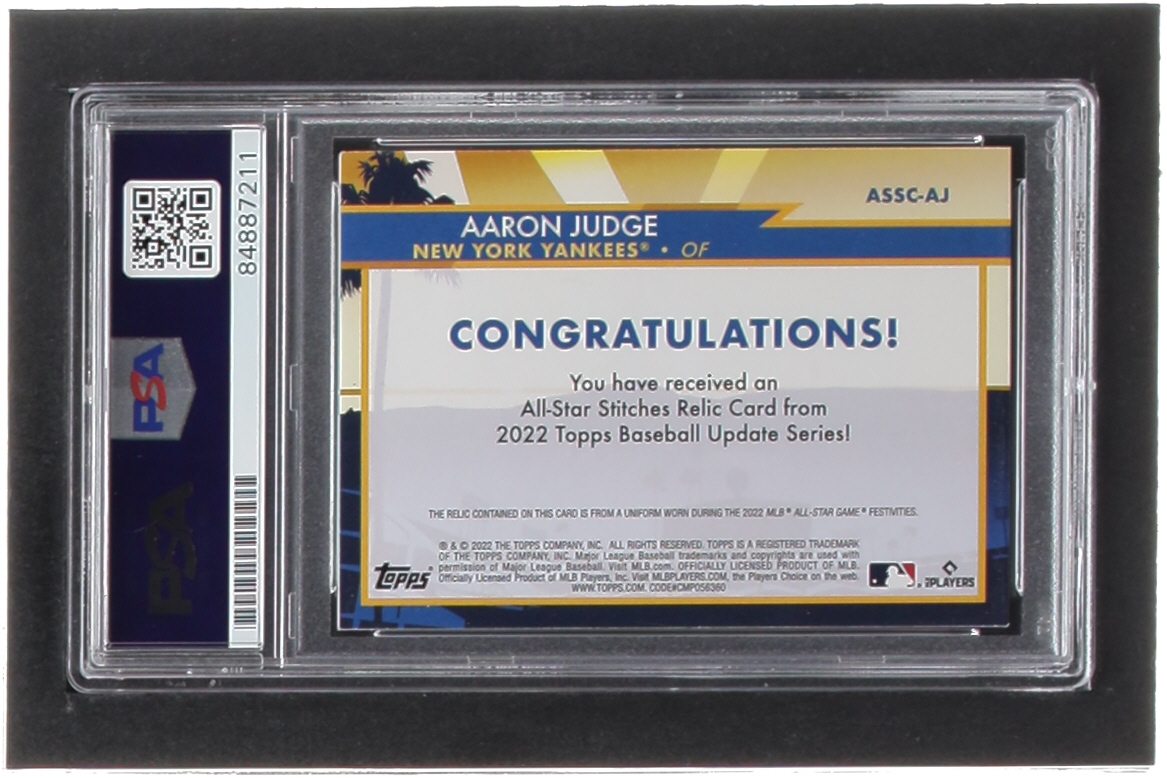 84887211
PSA
PSA
ASSC-AJ
AARON JUDGE
NEW YORK YANKEES® • OF
CONGRATULATIONS!
You have received an
All-Star Stitches Relic Card from
2022 Topps Baseball Update Series!
THE RELIC CONTAINED ON THIS CARD IS FROM A UNIFORM WORN DURING THE 2022 MLB® ALL-STAR GAME® FESTIVITIES.
® & © 2022 THE TOPPS COMPANY, INC. ALL RIGHTS RESERVED. TOPPS IS A REGISTERED TRADEMARK
OF THE TOPPS COMPANY, INC. Major League Baseball trademarks and copyrights are used with
permission of Major League Baseball. Visit MLB.com. OFFICIALLY LICENSED PRODUCT OF MLB.
Officially Licensed Product of MLB Players, Inc. Visit MLBPLAYERS.COM, the Players Choice on the web.
WWW.TOPPS.COM. CODE#CMP056360
Topps®
PLAYERS